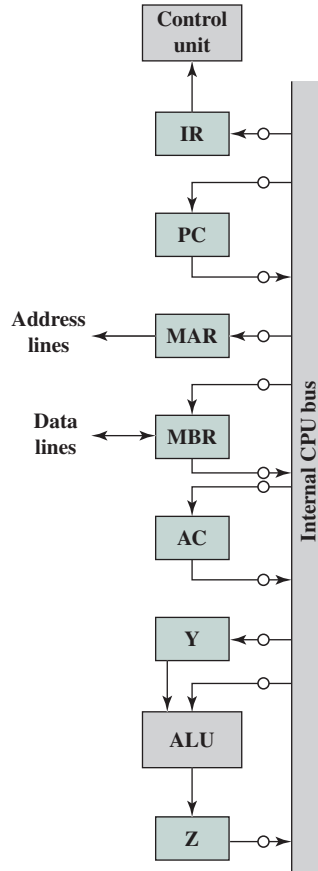 Control
unit
IR
PC
Address
lines
MAR
Data
lines
MBR
AC
Y
ALU
Z
Internal CPU bus